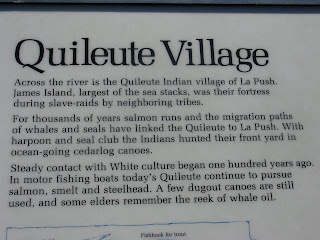 Quileute Village
Across the river is the Quileute Indian village of La Push.
James Island, largest of the sea stacks, was their fortress
during slave-raids by neighboring tribes.
For thousands of years salmon runs and the migration paths
of whales and seals have linked the Quileute to La Push. With
harpoon and seal club the Indians hunted their front yard in
ocean-going cedarlog canoes.
Steady contact with White culture began one hundred years ago.
In motor fishing boats today's Quileute continue to pursue
salmon, smelt and steelhead. A few dugout canoes are still
used, and some elders remember the reek of whale oil.
Fishhook for trout